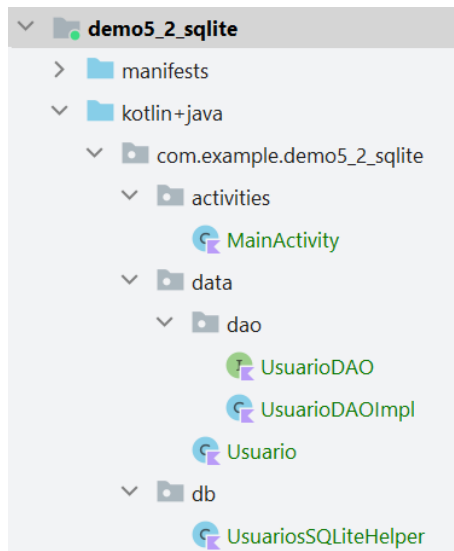 demo5_2_sqlite
manifests
kotlin+java
com.example.demo5_2_sqlite
activities
MainActivity
data
dao
UsuarioDAO
UsuarioDAOImpl
Usuario
db
UsuariosSQLiteHelper